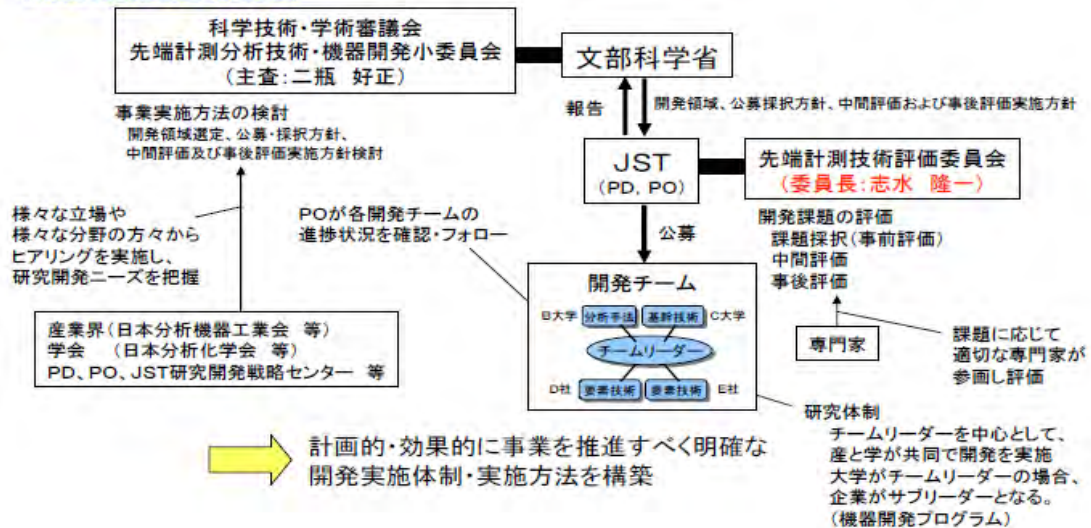 科学技術・学術審議会
先端計測分析技術・機器開発小委員会
(主査:二瓶 好正)
文部科学省
事業実施方法の検討
開発領域選定、公募・採択方針、
中間評価及び事後評価実施方針検討
報告
開発領域、公募採択方針、中間評価および事後評価実施方針
JST
(PD, PO)
先端計測技術評価委員会
(委員長:志水 隆一)
様々な立場や
様々な分野の方々から
ヒアリングを実施し、
研究開発ニーズを把握
POが各開発チームの
進捗状況を確認・フォロー
公募
開発課題の評価
課題採択(事前評価)
中間評価
事後評価
開発チーム
B大学 分析手法 基幹技術 C大学
チームリーダー
D社 要素技術 要素技術 E社
産業界(日本分析機器工業会 等)
学会 (日本分析化学会 等)
PD、PO、JST研究開発戦略センター 等
専門家
課題に応じて
適切な専門家が
参画し評価
研究体制
チームリーダーを中心として、
産と学が共同で開発を実施
大学がチームリーダーの場合、
企業がサブリーダーとなる。
(機器開発プログラム)
計画的・効果的に事業を推進すべく明確な
開発実施体制・実施方法を構築